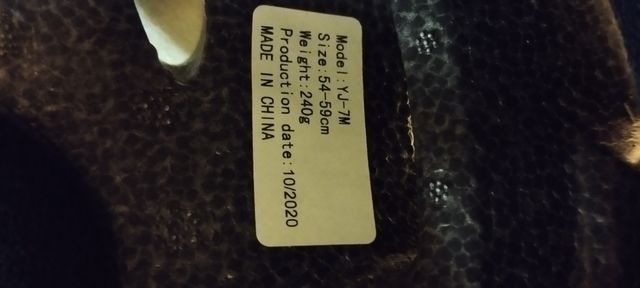 Model:YJ-7M
Size:54-59cm
Weight:240g
Production date:10/2020
MADE IN CHINA